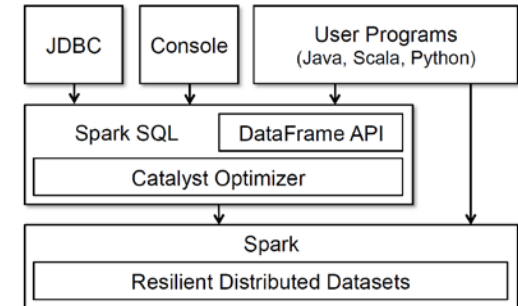 JDBC
Console
User Programs
(Java, Scala, Python)
Spark SQL
DataFrame API
Catalyst Optimizer
Spark
Resilient Distributed Datasets